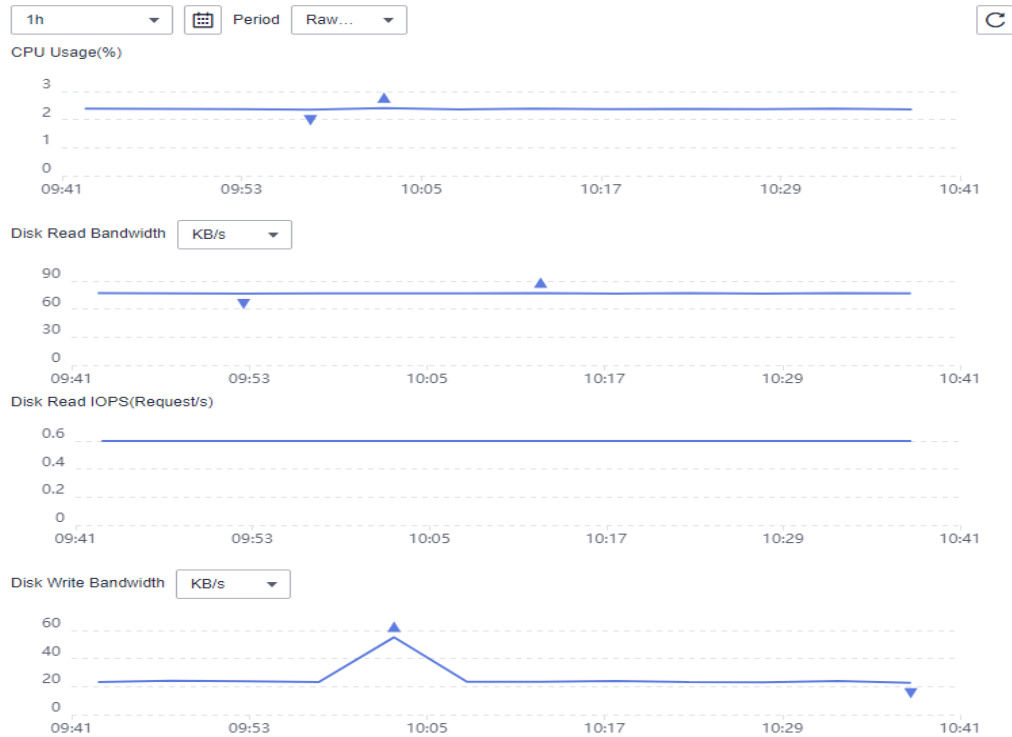 1h Period Raw...
CPU Usage(%)
3
2
1
0
09:41 09:53 10:05 10:17 10:29 10:41
Disk Read Bandwidth KB/s
90
60
30
0
09:41 09:53 10:05 10:17 10:29 10:41
Disk Read IOPS(Request/s)
0.6
0.4
0.2
0
09:41 09:53 10:05 10:17 10:29 10:41
Disk Write Bandwidth KB/s
60
40
20
0
09:41 09:53 10:05 10:17 10:29 10:41